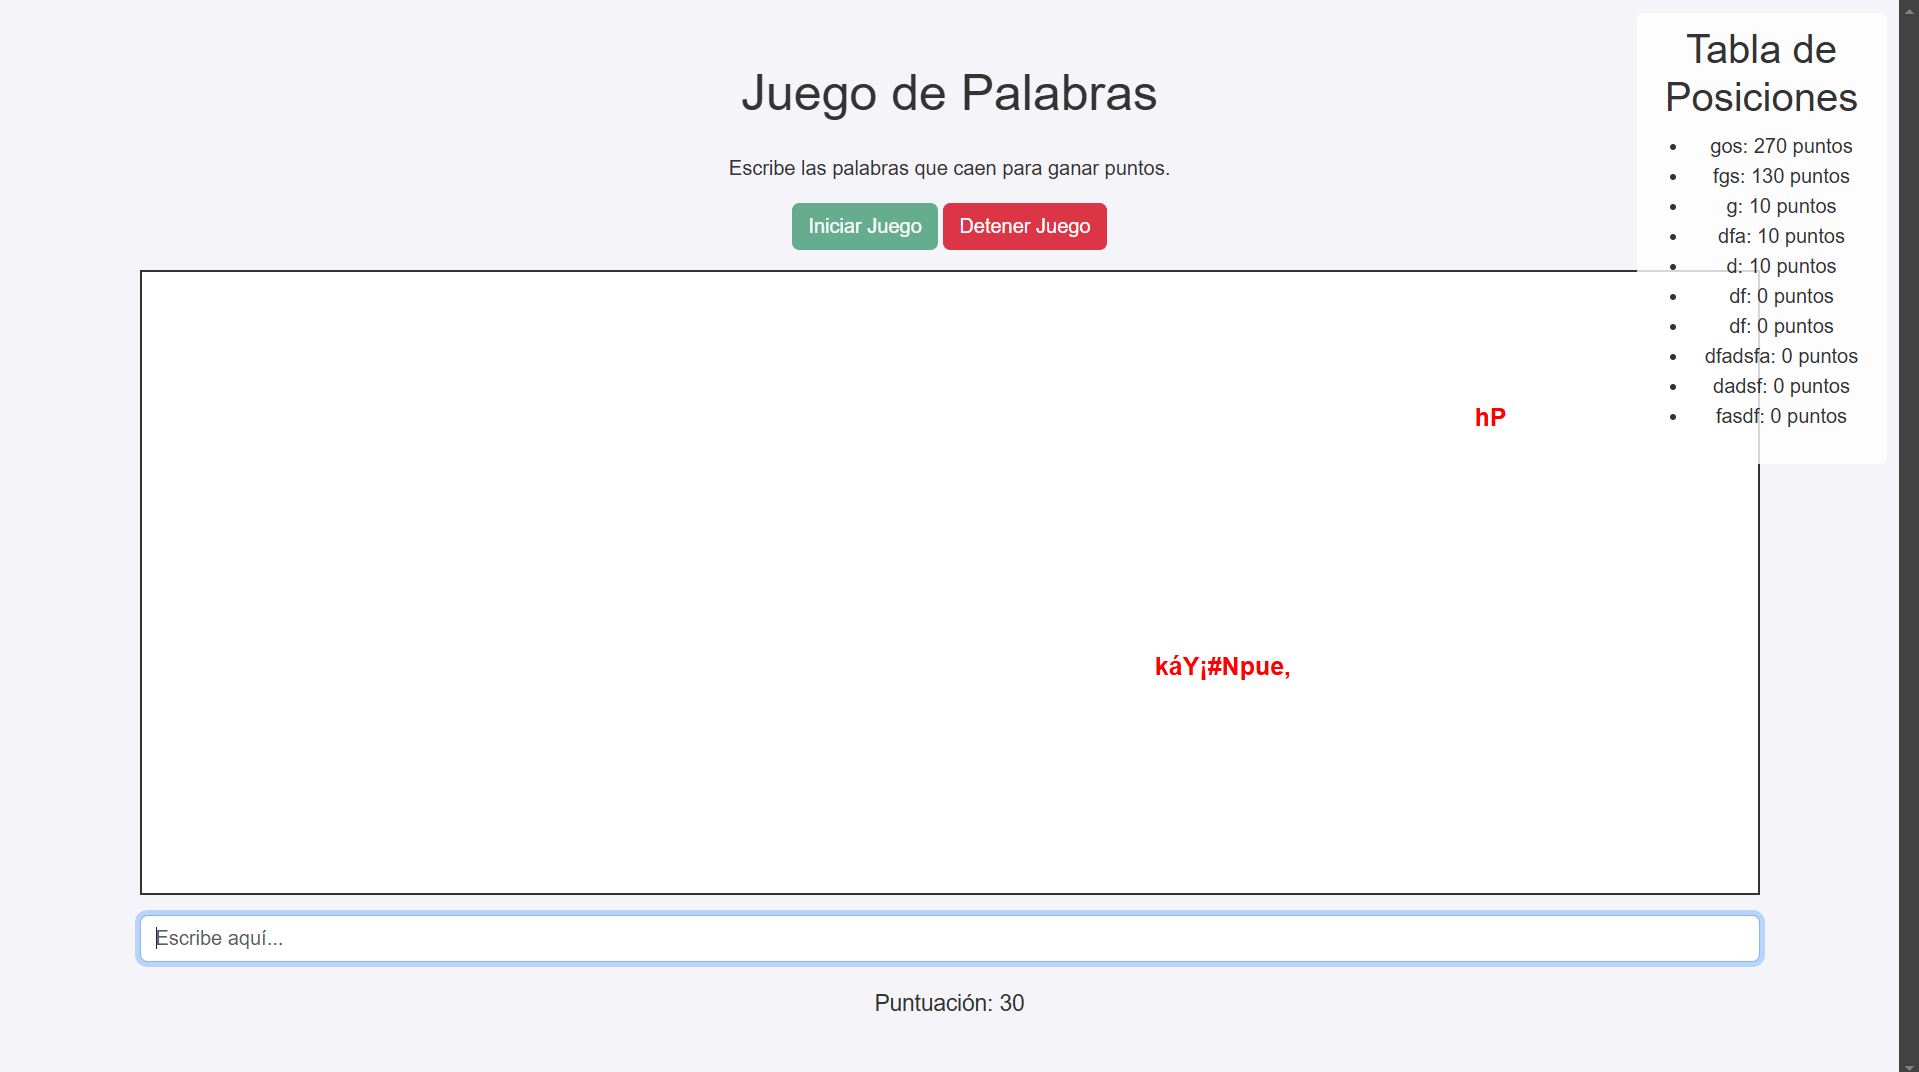 Juego de Palabras
Escribe las palabras que caen para ganar puntos.
Iniciar Juego
Detener Juego
Tabla de
Posiciones
gos: 270 puntos
fgs: 130 puntos
g: 10 puntos
dfa: 10 puntos
d: 10 puntos
df: 0 puntos
df: 0 puntos
dfadsfa: 0 puntos
dadsf: 0 puntos
fasdf: 0 puntos
hP
káY¡#Npue,
Escribe aquí...
Puntuación: 30